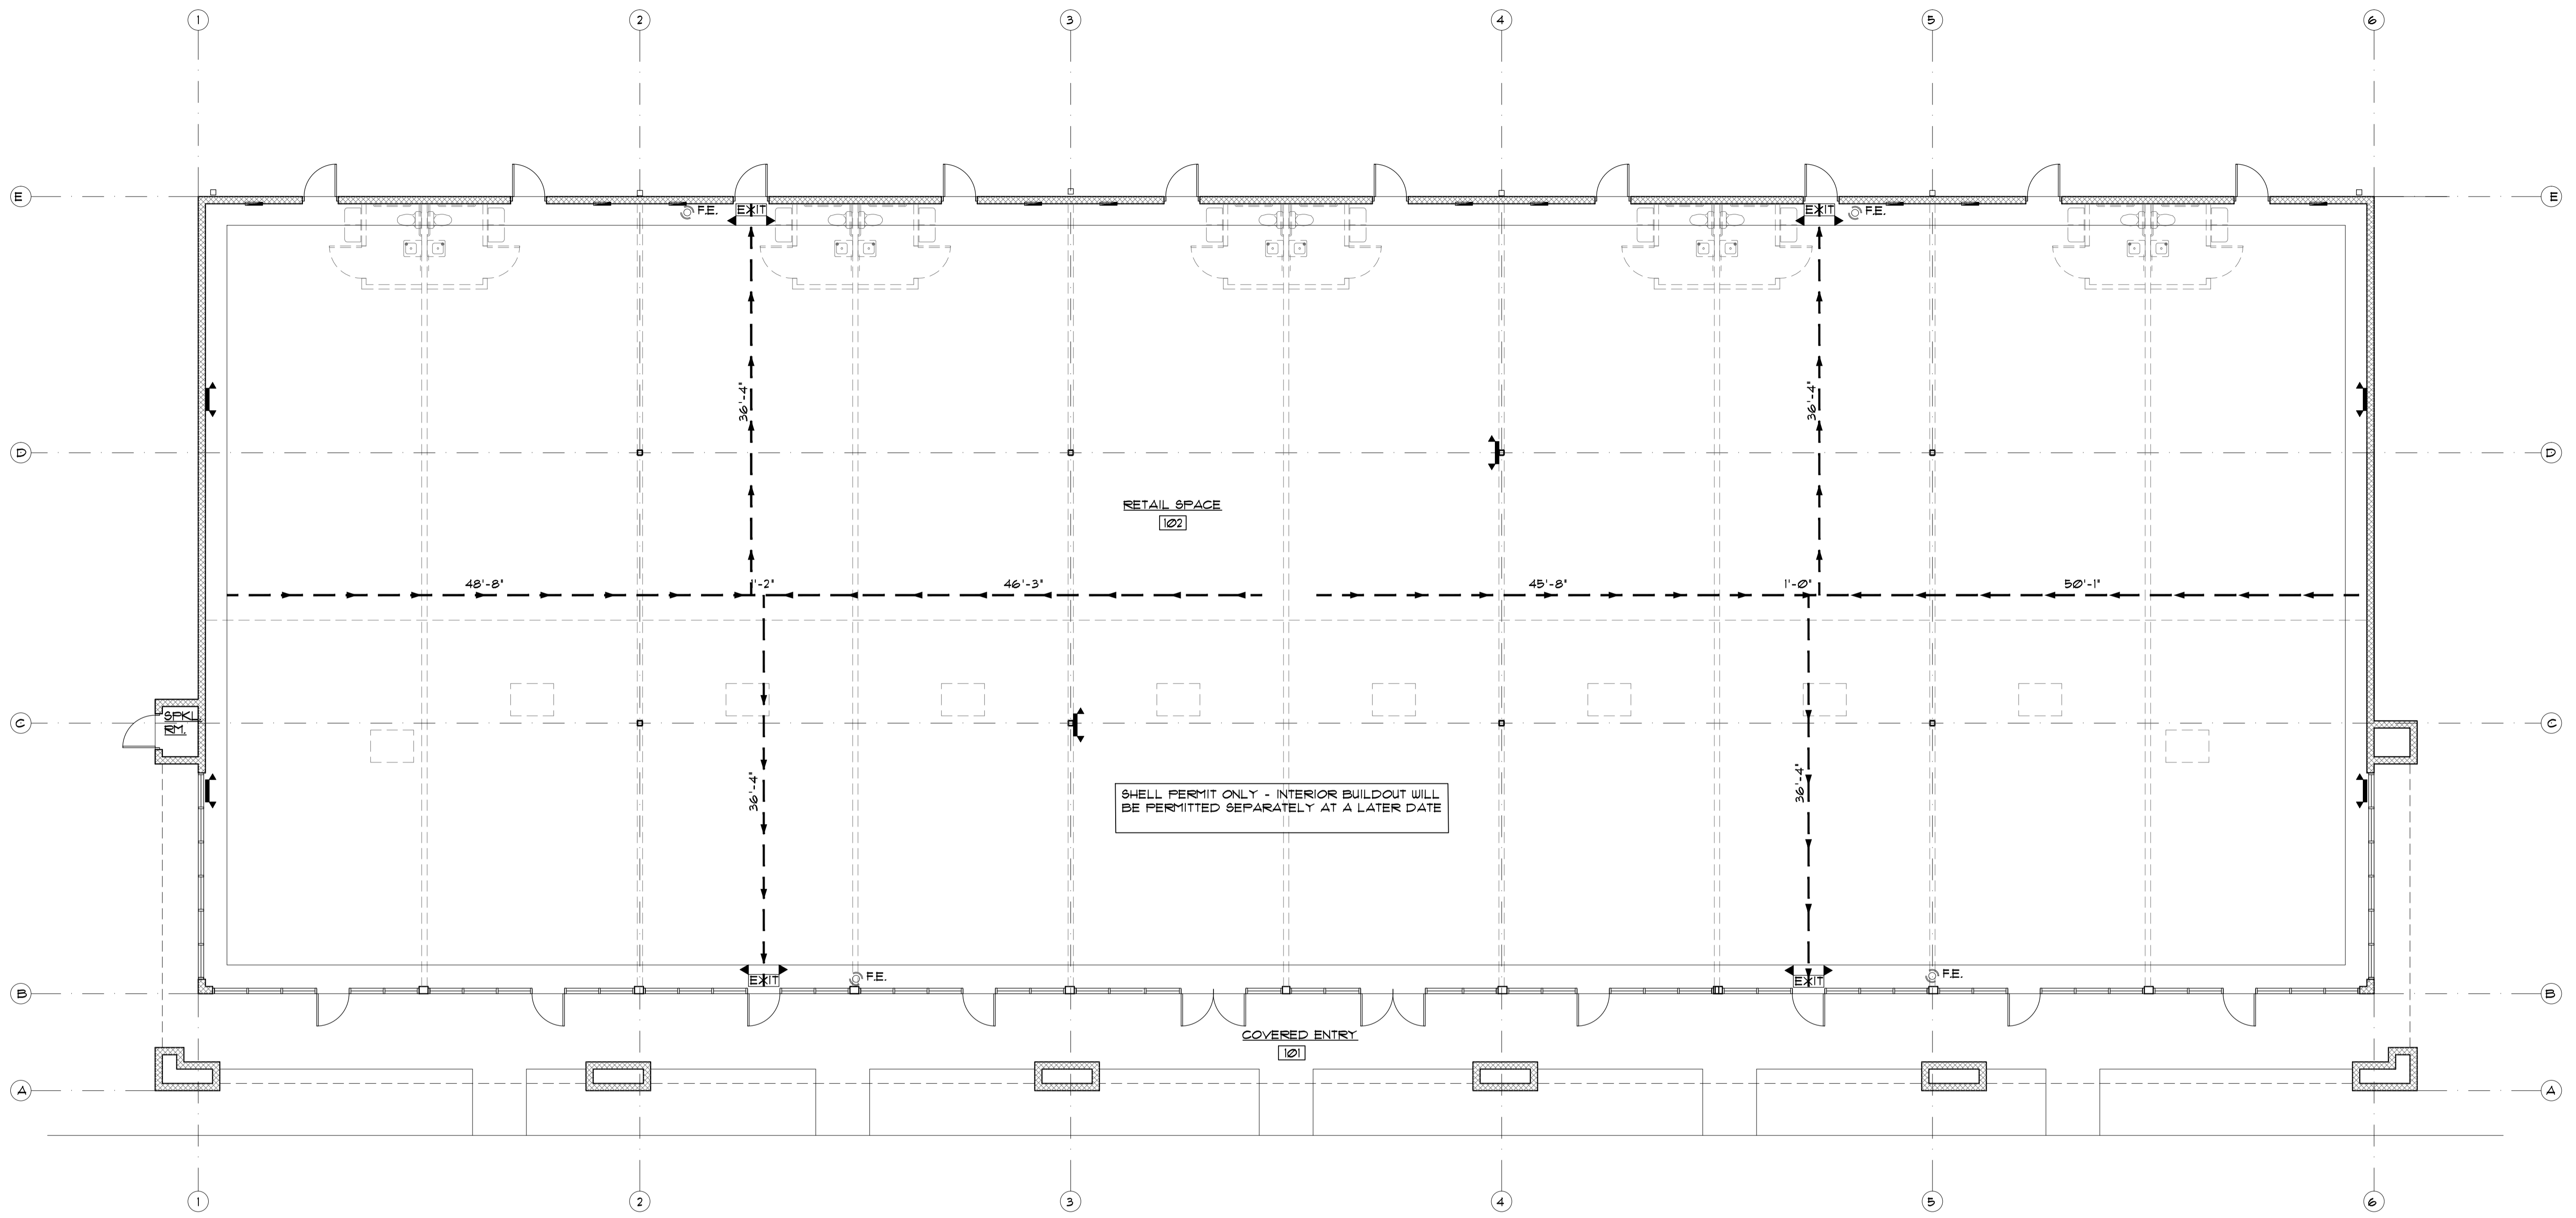 1 2 3 4 5 6
E E
F.E. EXIT EXIT F.E.
36'-4" 36'-4"
D D
RETAIL SPACE
102
48'-8" 1'-2" 46'-3" 45'-8" 1'-0" 50'-1"
C C
SPKL
RM.
36'-4" 36'-4"
SHELL PERMIT ONLY - INTERIOR BUILDOUT WILL
BE PERMITTED SEPARATELY AT A LATER DATE
EXIT F.E. EXIT F.E.
B B
COVERED ENTRY
101
A A
1 2 3 4 5 6